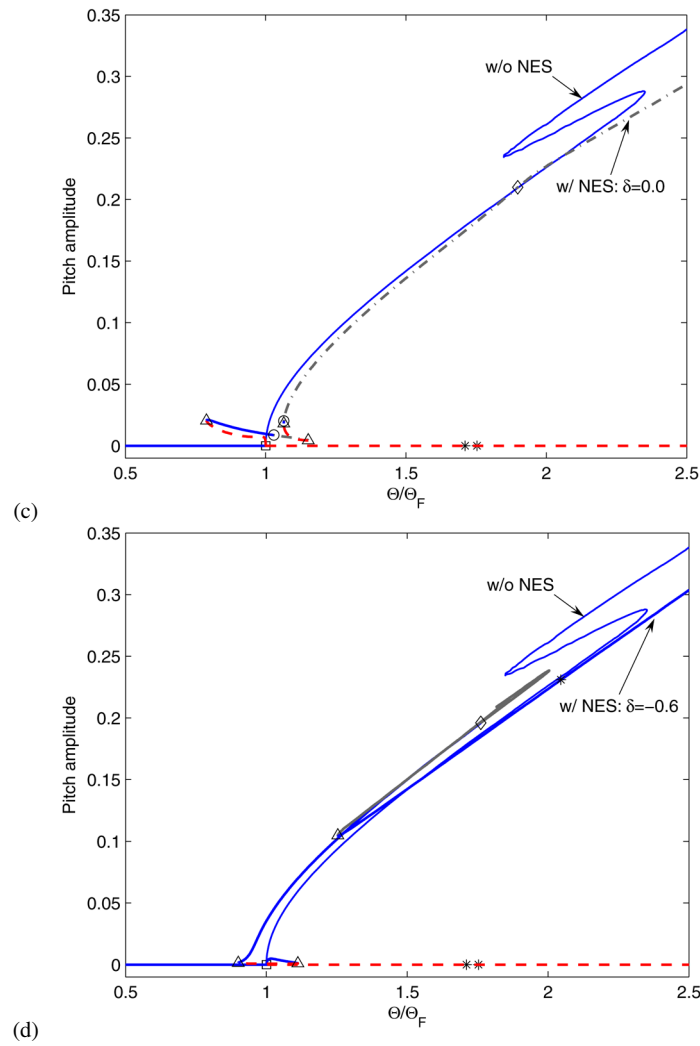 0.35
0.3
0.25
0.2
0.15
0.1
0.05
0
Pitch amplitude
w/o NES
w/ NES: δ=0.0
0.5 1 1.5 2 2.5
Θ/Θ_F
(c)
0.35
0.3
0.25
0.2
0.15
0.1
0.05
0
Pitch amplitude
w/o NES
w/ NES: δ=−0.6
0.5 1 1.5 2 2.5
Θ/Θ_F
(d)